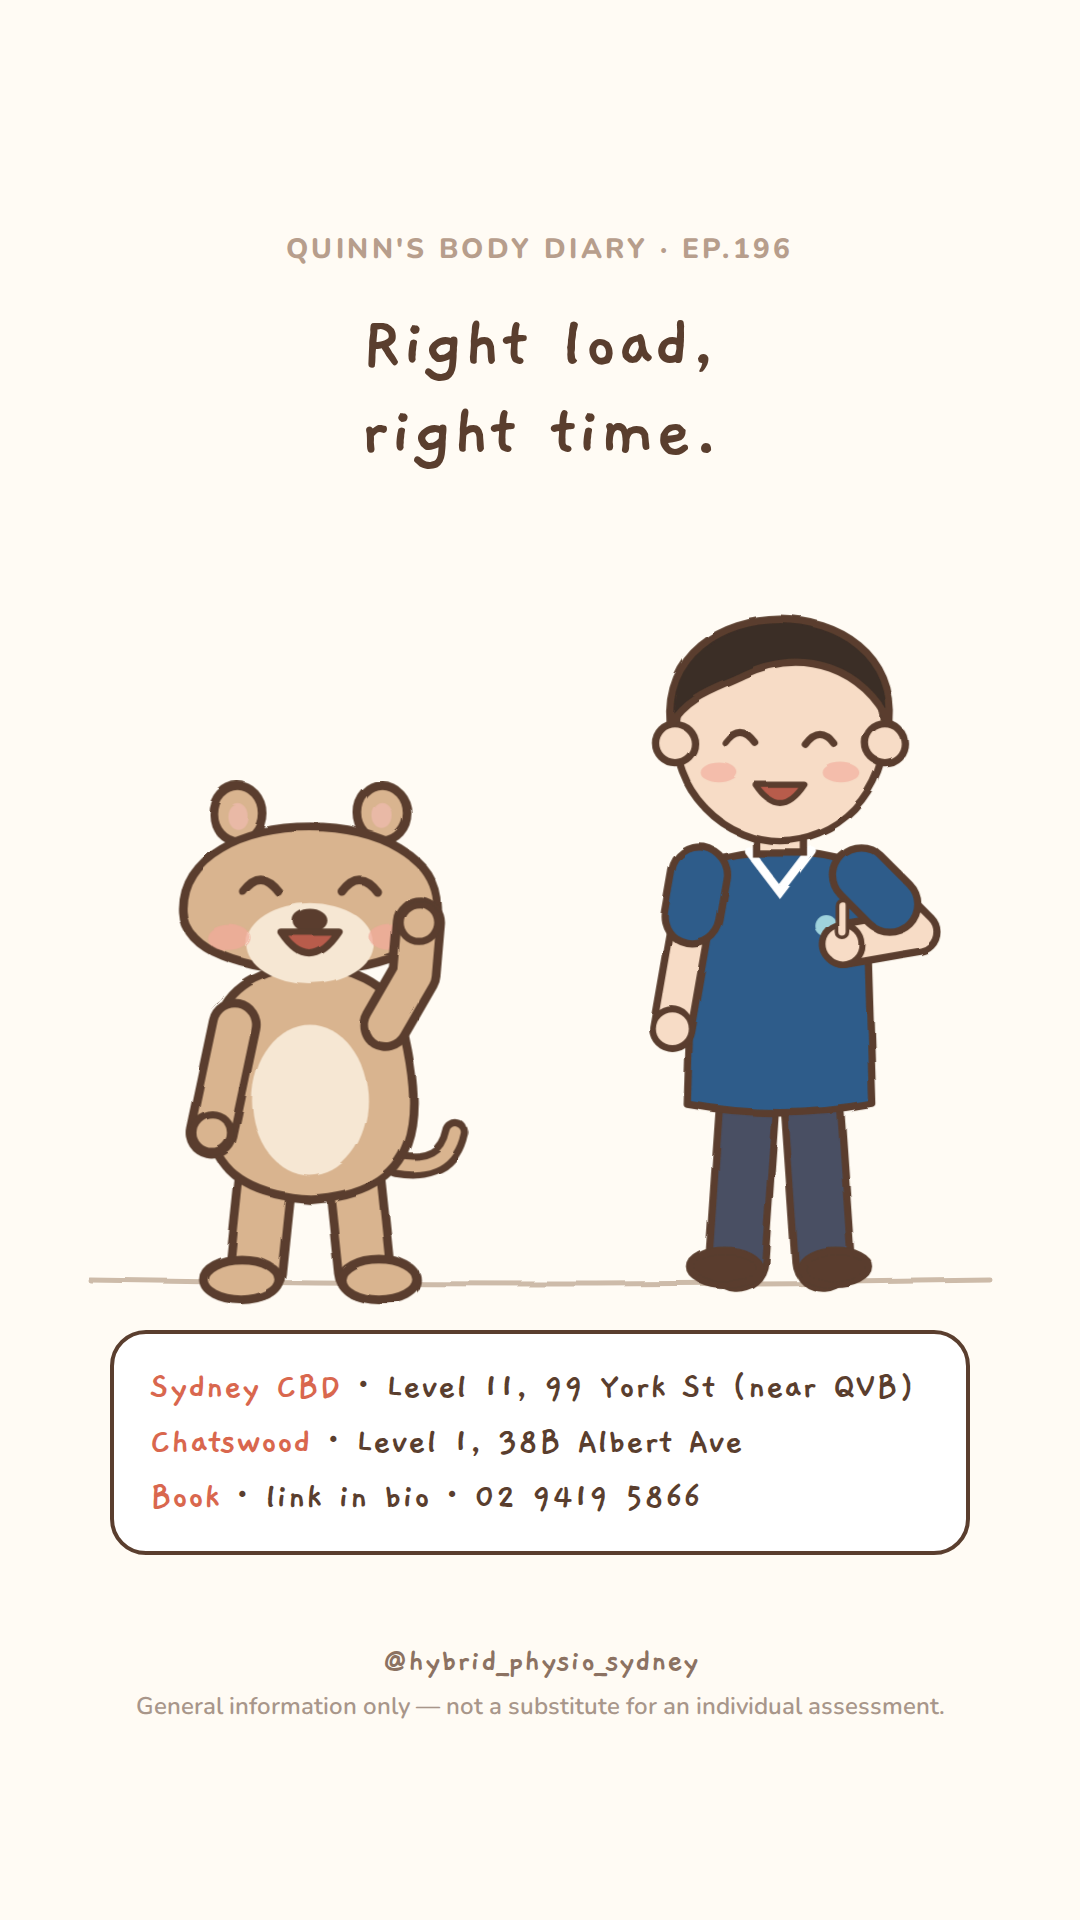 QUINN'S BODY DIARY · EP.196
Right load,
right time.
Sydney CBD · Level 11, 99 York St (near QVB)
Chatswood · Level 1, 38B Albert Ave
Book · link in bio · 02 9419 5866
@hybrid_physio_sydney
General information only — not a substitute for an individual assessment.